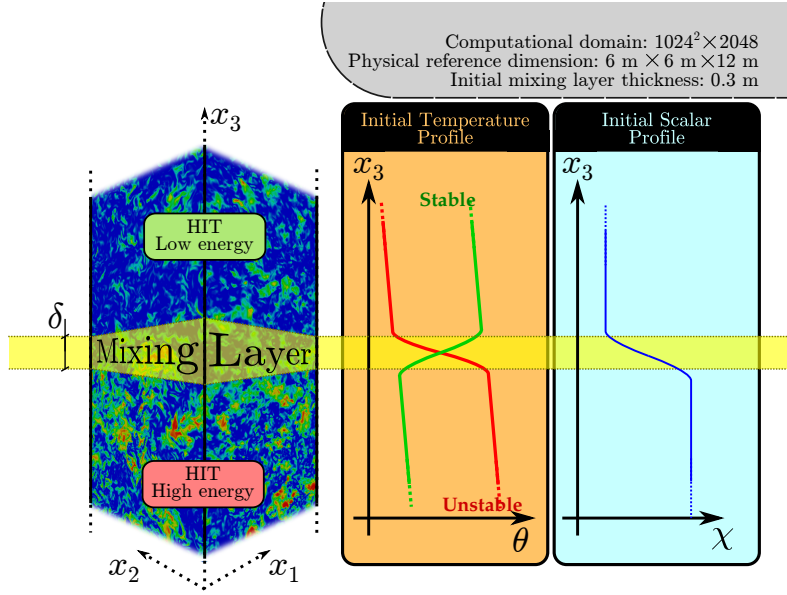 Computational domain: 1024²×2048
Physical reference dimension: 6 m ×6 m×12 m
Initial mixing layer thickness: 0.3 m
x₃
HIT
Low energy
δ
Mixing Layer
HIT
High energy
x₂
x₁
Initial Temperature
Profile
x₃
Stable
Unstable
θ
Initial Scalar
Profile
x₃
χ